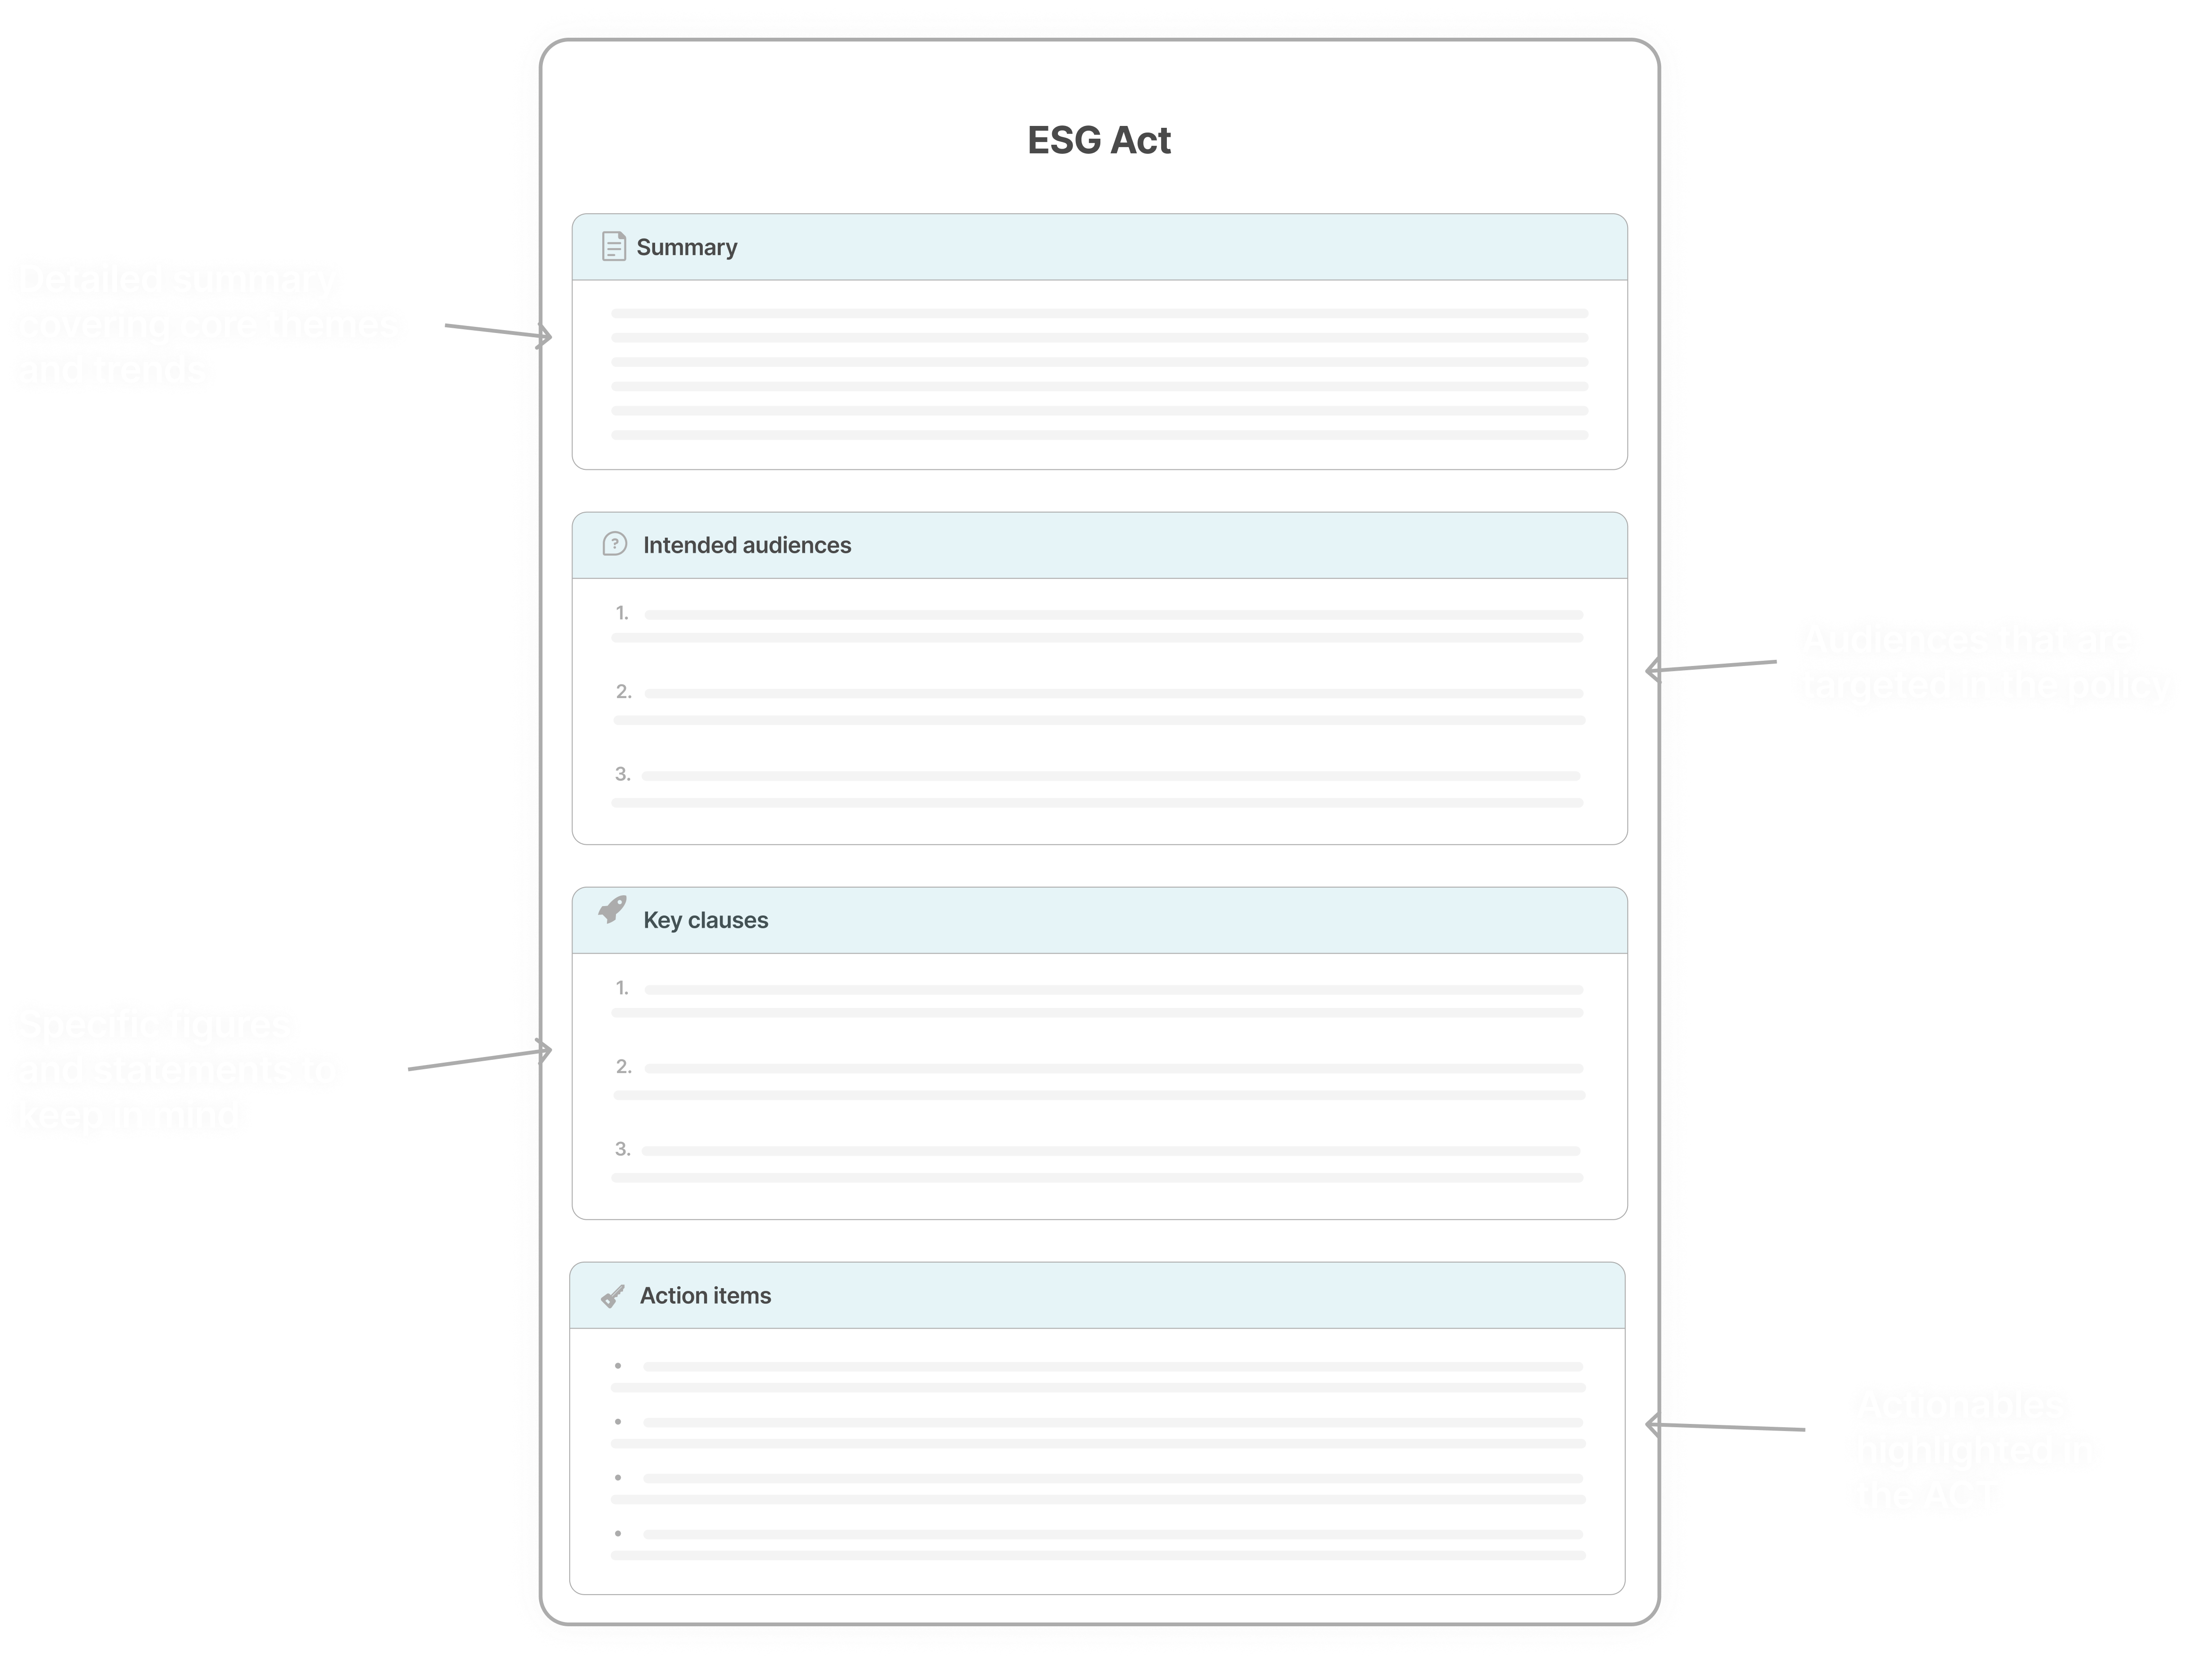 ESG Act
Summary
Detailed summary
covering core themes
and trends
Intended audiences
1.
2.
3.
Audiences that are
targeted in the policy
Key clauses
1.
2.
3.
Specific figures
and statements to
keep in mind
Action items
Actionables
highlighted in
the ACT